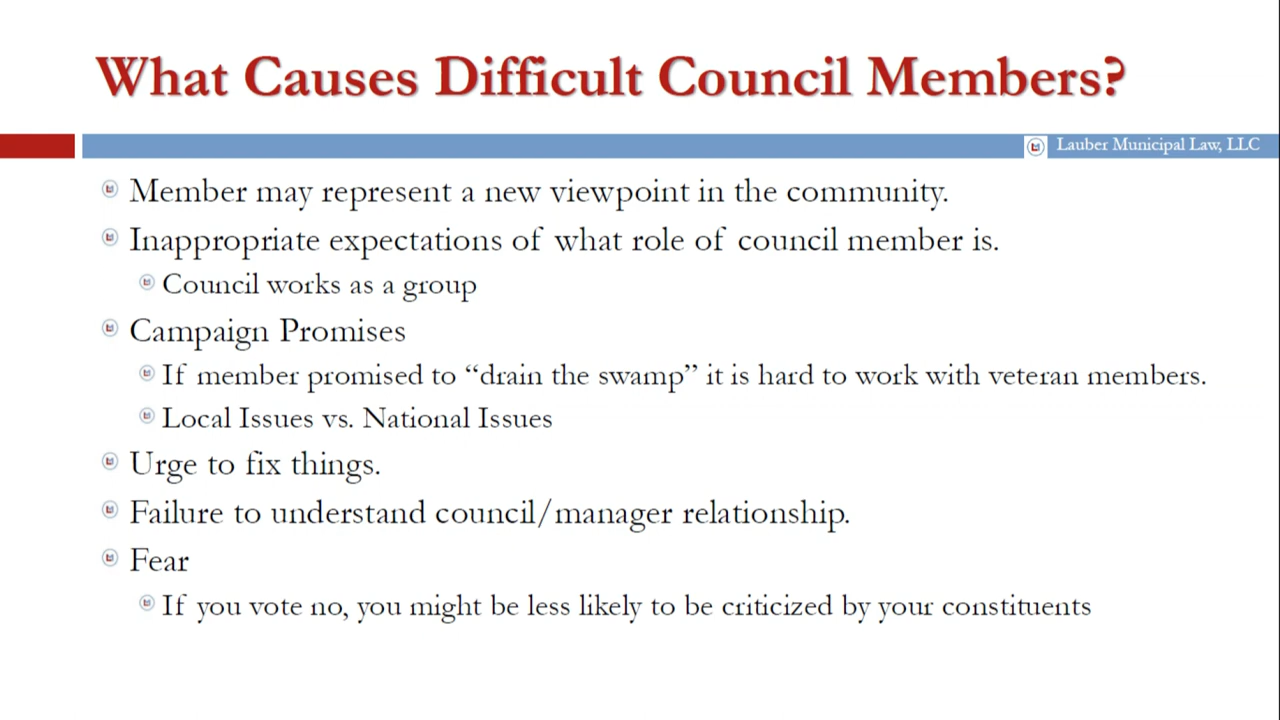 What Causes Difficult Council Members?
Lauber Municipal Law, LLC
Member may represent a new viewpoint in the community.
Inappropriate expectations of what role of council member is.
Council works as a group
Campaign Promises
If member promised to “drain the swamp” it is hard to work with veteran members.
Local Issues vs. National Issues
Urge to fix things.
Failure to understand council/manager relationship.
Fear
If you vote no, you might be less likely to be criticized by your constituents